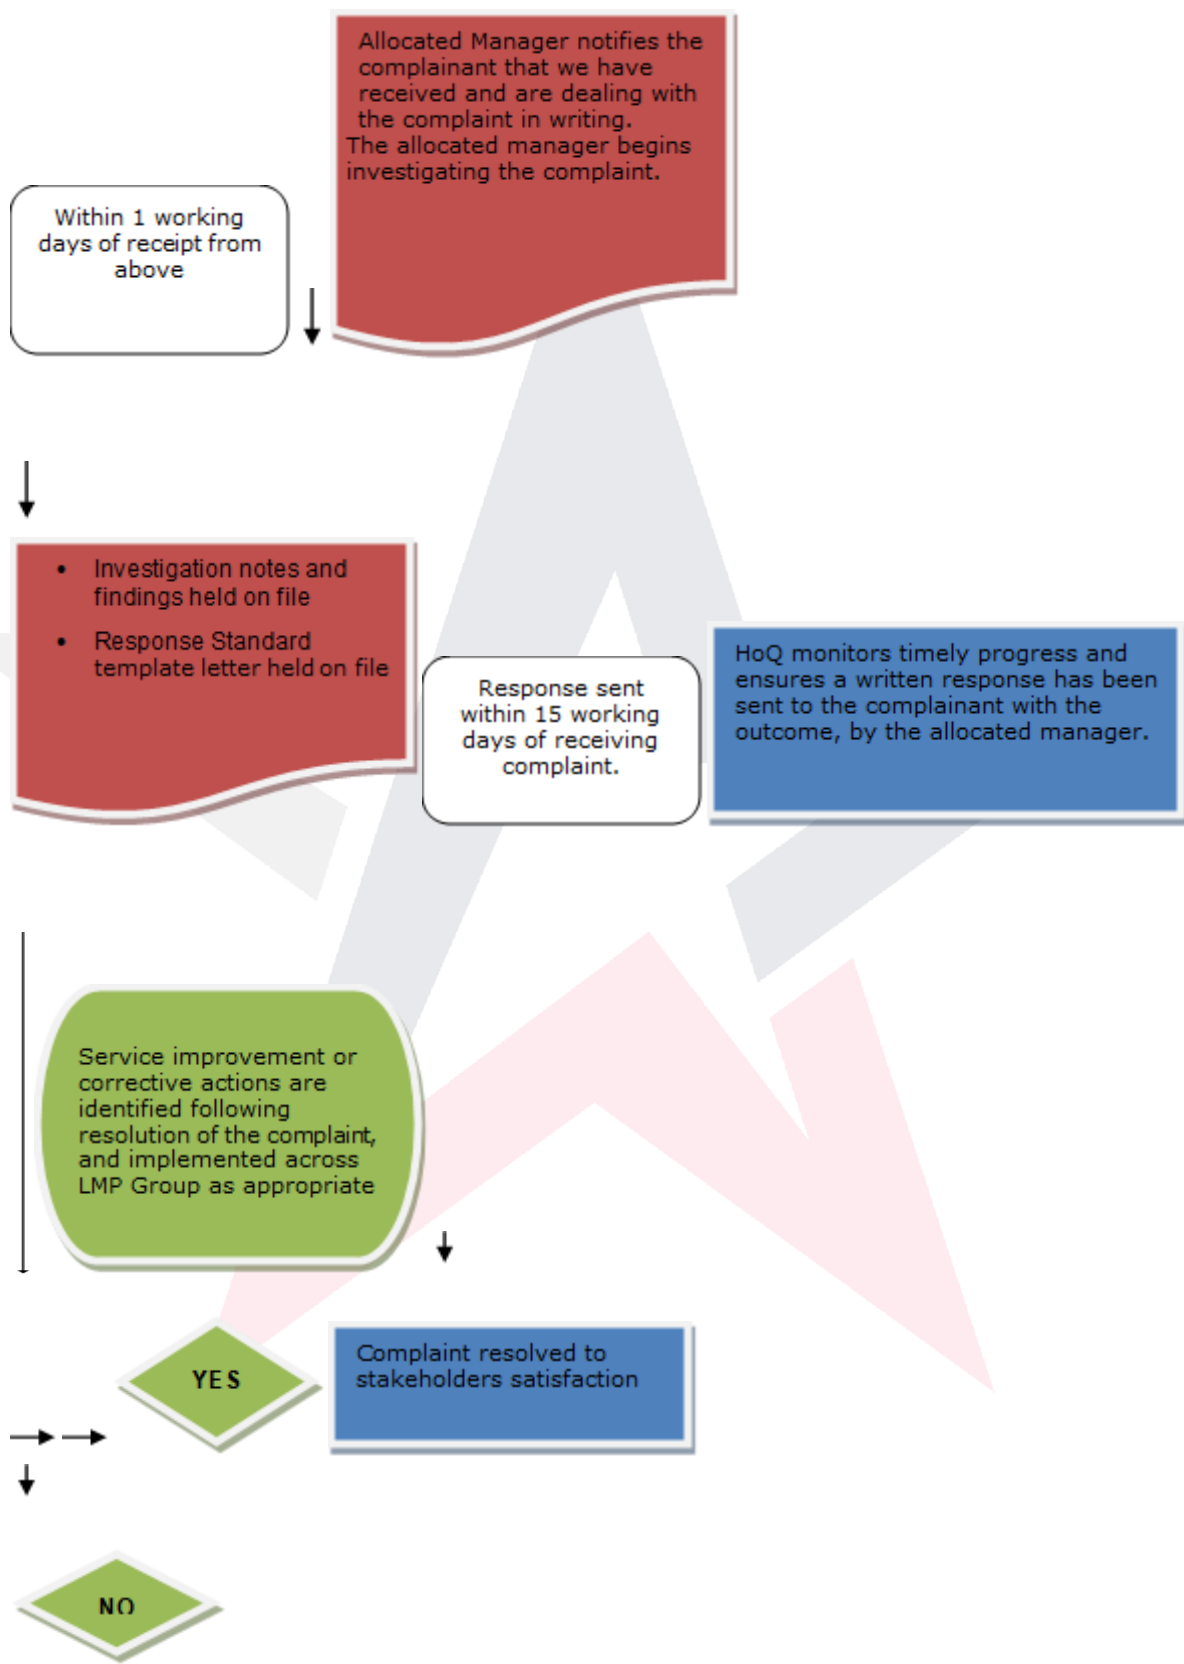 Allocated Manager notifies the
complainant that we have
received and are dealing with
the complaint in writing.
The allocated manager begins
investigating the complaint.
Within 1 working
days of receipt from
above
• Investigation notes and
findings held on file
• Response Standard
template letter held on file
Response sent
within 15 working
days of receiving
complaint.
HoQ monitors timely progress and
ensures a written response has been
sent to the complainant with the
outcome, by the allocated manager.
Service improvement or
corrective actions are
identified following
resolution of the complaint,
and implemented across
LMP Group as appropriate
YES
Complaint resolved to
stakeholders satisfaction
NO